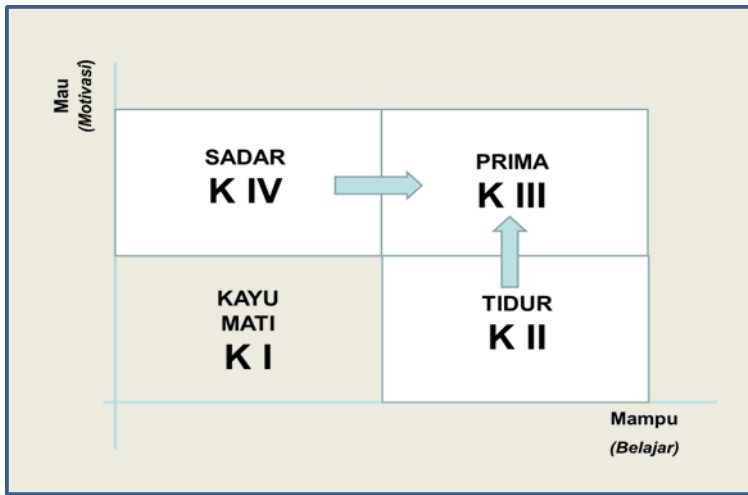 Mau
(Motivasi)
SADAR
K IV
PRIMA
K III
KAYU
MATI
K I
TIDUR
K II
Mampu
(Belajar)